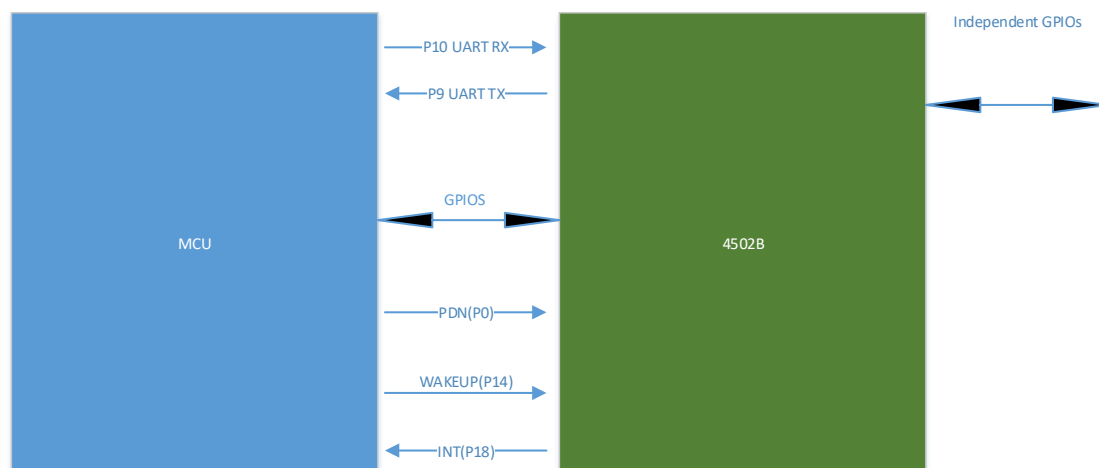 Independent GPIOs
P10 UART RX
P9 UART TX
GPIOS
MCU
4502B
PDN(P0)
WAKEUP(P14)
INT(P18)